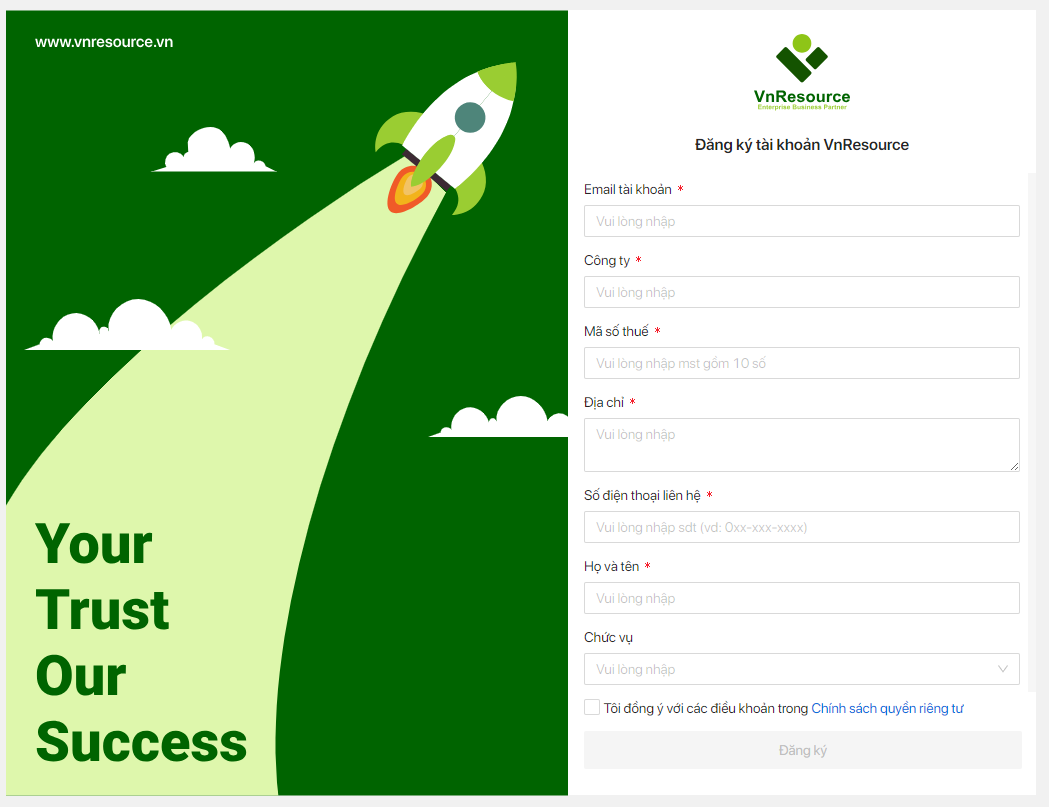 www.vnresource.vn
Your
Trust
Our
Success
VnResource
Enterprise Business Partner
Đăng ký tài khoản VnResource
Email tài khoản *
Vui lòng nhập
Công ty *
Vui lòng nhập
Mã số thuế *
Vui lòng nhập mst gồm 10 số
Địa chỉ *
Vui lòng nhập
Số điện thoại liên hệ *
Vui lòng nhập sdt (vd: 0xx-xxx-xxxx)
Họ và tên *
Vui lòng nhập
Chức vụ
Vui lòng nhập
Tôi đồng ý với các điều khoản trong Chính sách quyền riêng tư
Đăng ký